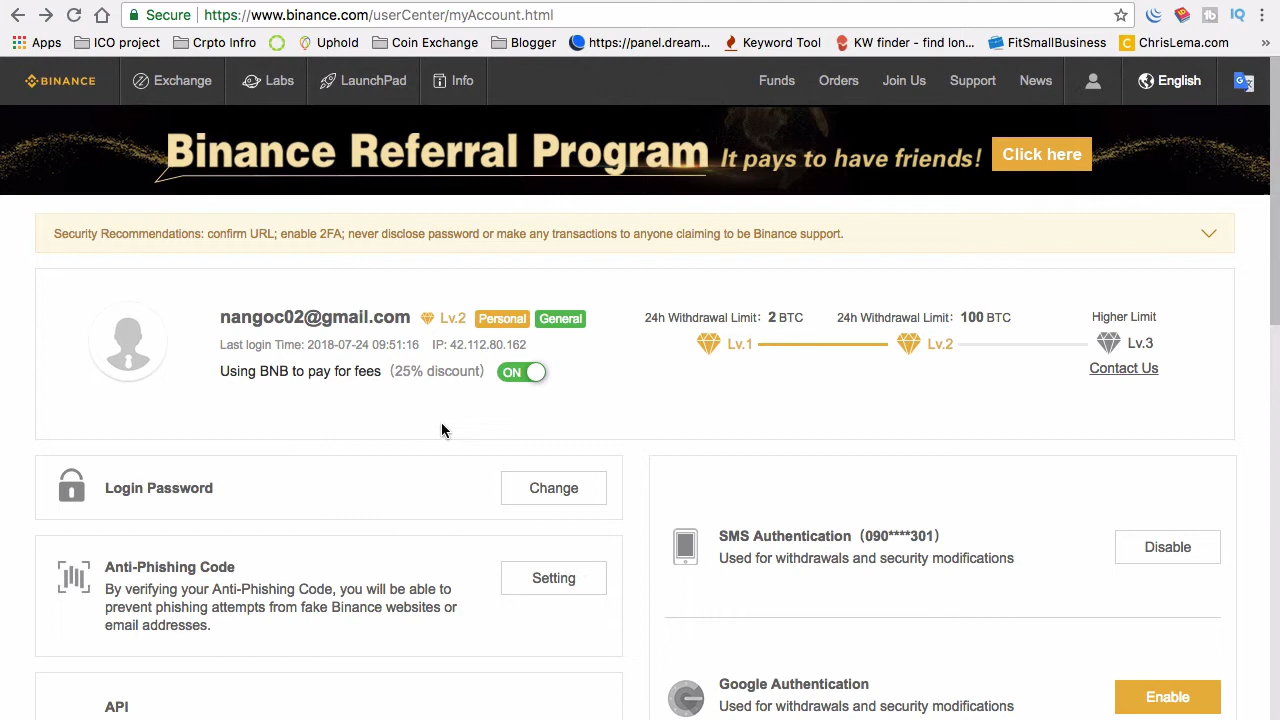 Secure https://www.binance.com/userCenter/myAccount.html
Apps ICO project Crpto Info Uphold Coin Exchange Blogger https://panel.dream... Keyword Tool KW finder - find lon... FitSmallBusiness ChrisLema.com »
BINANCE Exchange Labs LaunchPad Info Funds Orders Join Us Support News English
Binance Referral Program It pays to have friends! Click here
Security Recommendations: confirm URL; enable 2FA; never disclose password or make any transactions to anyone claiming to be Binance support.
nangoc02@gmail.com Lv.2 Personal General
Last login Time: 2018-07-24 09:51:16 IP: 42.112.80.162
Using BNB to pay for fees (25% discount) ON
24h Withdrawal Limit: 2 BTC 24h Withdrawal Limit: 100 BTC Higher Limit
Lv.1 Lv.2 Lv.3
Contact Us
Login Password Change
Anti-Phishing Code
By verifying your Anti-Phishing Code, you will be able to
prevent phishing attempts from fake Binance websites or
email addresses.
Setting
API
SMS Authentication（090****301）
Used for withdrawals and security modifications
Disable
Google Authentication
Used for withdrawals and security modifications
Enable